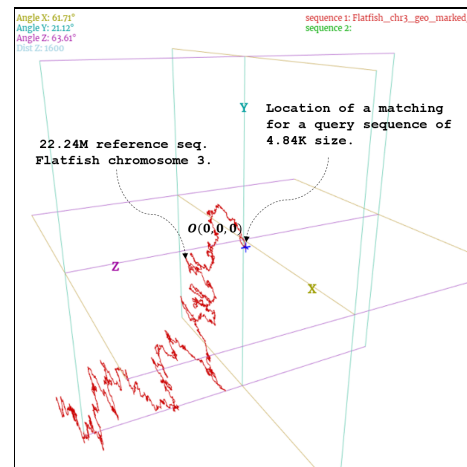 Angle X: 61.71°
Angle Y: 21.12°
Angle Z: 63.61°
Dist Z: 1600
sequence 1: Flatfish_chr3_geo_marked
sequence 2:
Y
Location of a matching
for a query sequence of
4.84K size.
22.24M reference seq.
Flatfish chromosome 3.
O(0,0,0)
Z
X